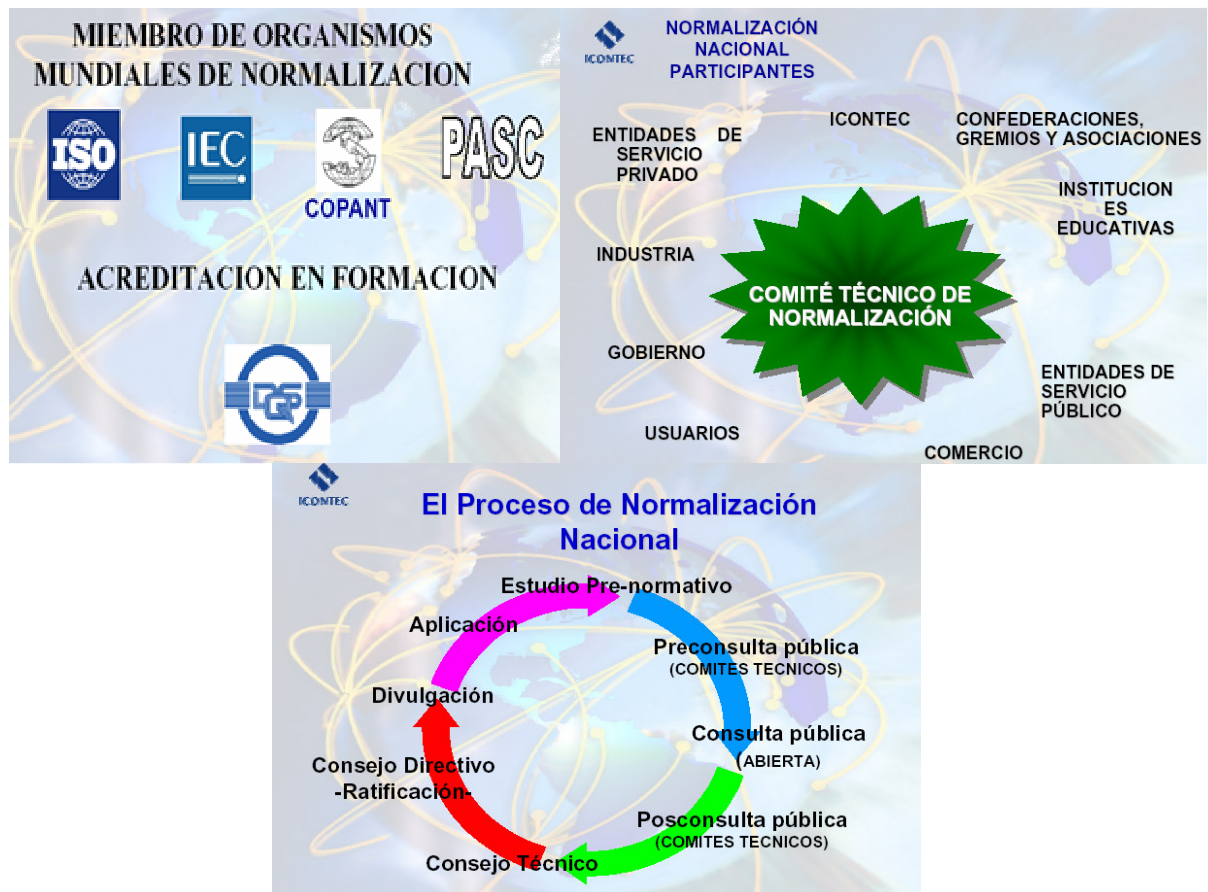 MIEMBRO DE ORGANISMOS
MUNDIALES DE NORMALIZACION
ISO
IEC
COPANT
PASC
ACREDITACION EN FORMACION
DGP
ICONTEC
NORMALIZACIÓN
NACIONAL
PARTICIPANTES
ICONTEC
CONFEDERACIONES,
GREMIOS Y ASOCIACIONES
ENTIDADES DE
SERVICIO
PRIVADO
INSTITUCION
ES
EDUCATIVAS
INDUSTRIA
COMITÉ TÉCNICO DE
NORMALIZACIÓN
GOBIERNO
ENTIDADES DE
SERVICIO
PÚBLICO
USUARIOS
COMERCIO
ICONTEC
El Proceso de Normalización
Nacional
Estudio Pre-normativo
Aplicación
Preconsulta pública
(COMITES TECNICOS)
Divulgación
Consulta pública
(ABIERTA)
Consejo Directivo
-Ratificación-
Posconsulta pública
(COMITES TECNICOS)
Consejo Técnico